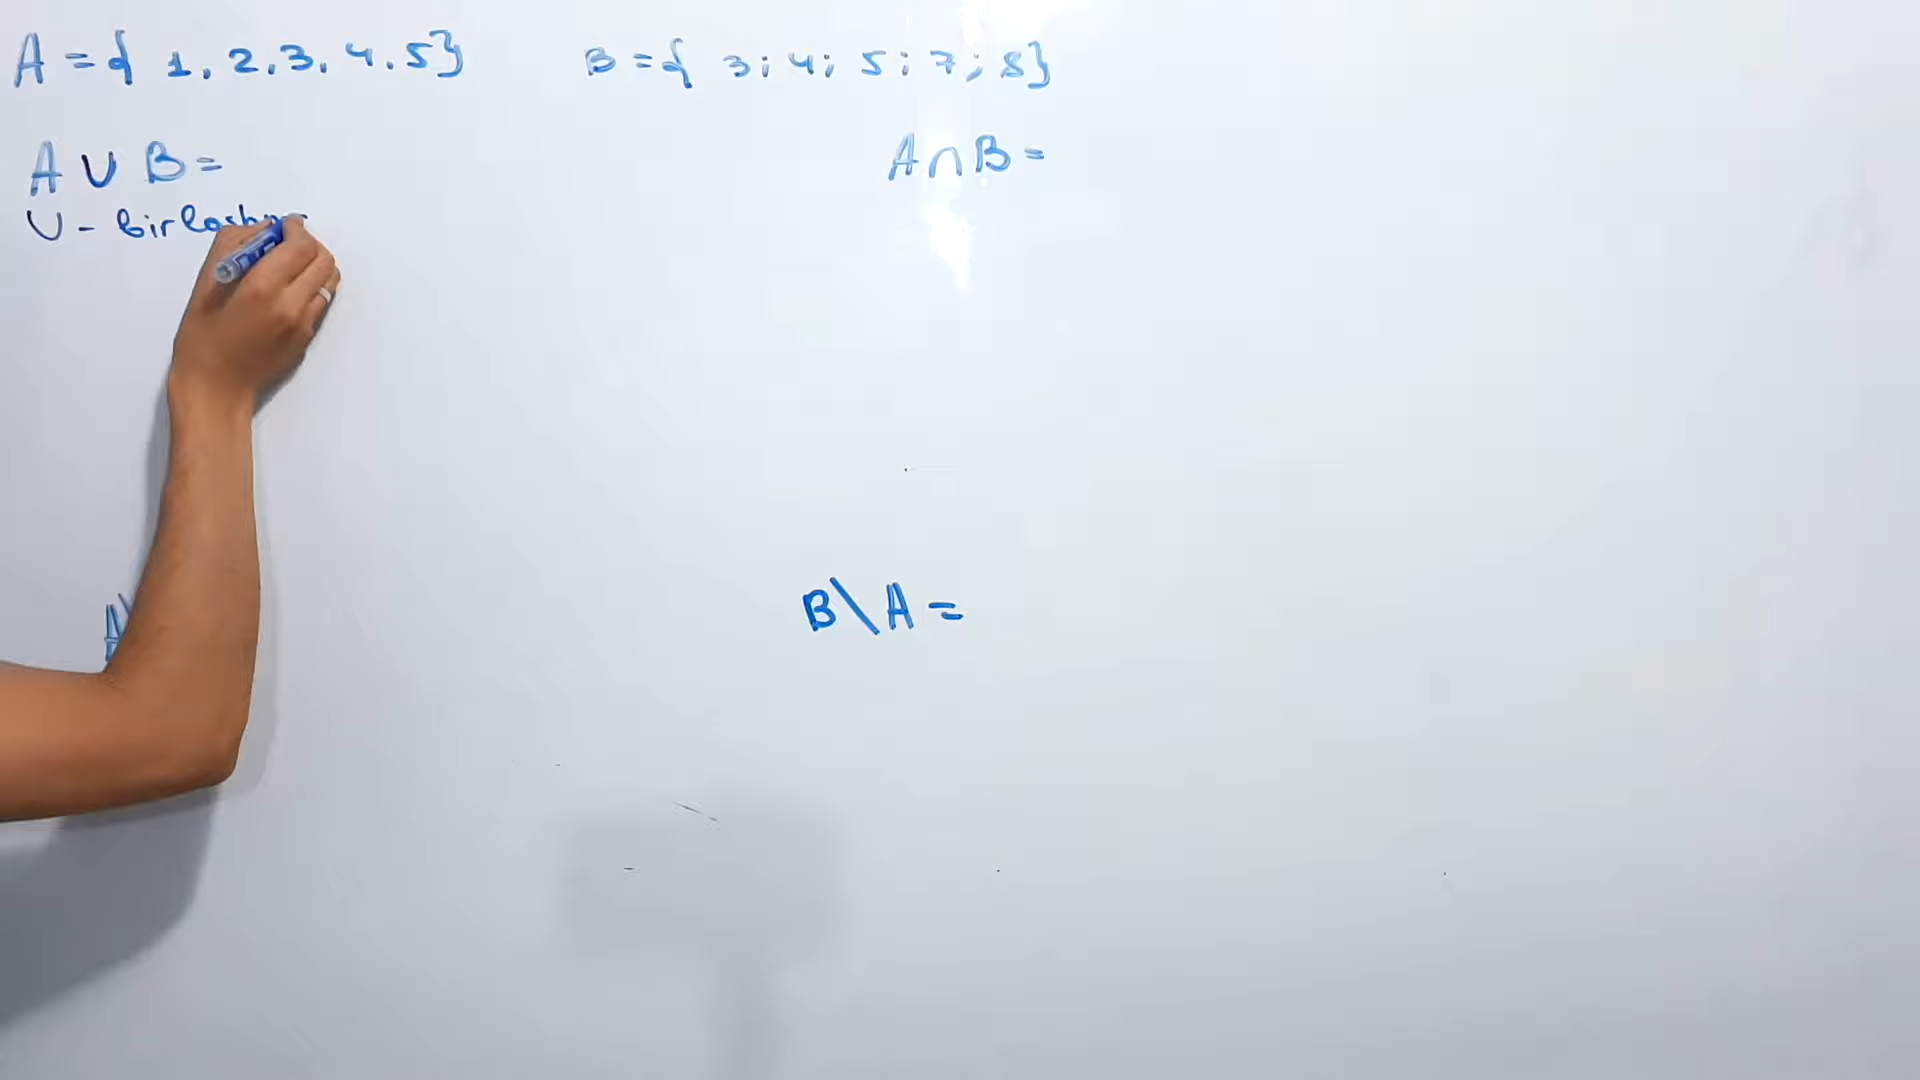 A = { 1, 2, 3, 4, 5} B = { 3; 4; 5; 7; 8}
A ∪ B = A ∩ B =
∪ -
B \ A =